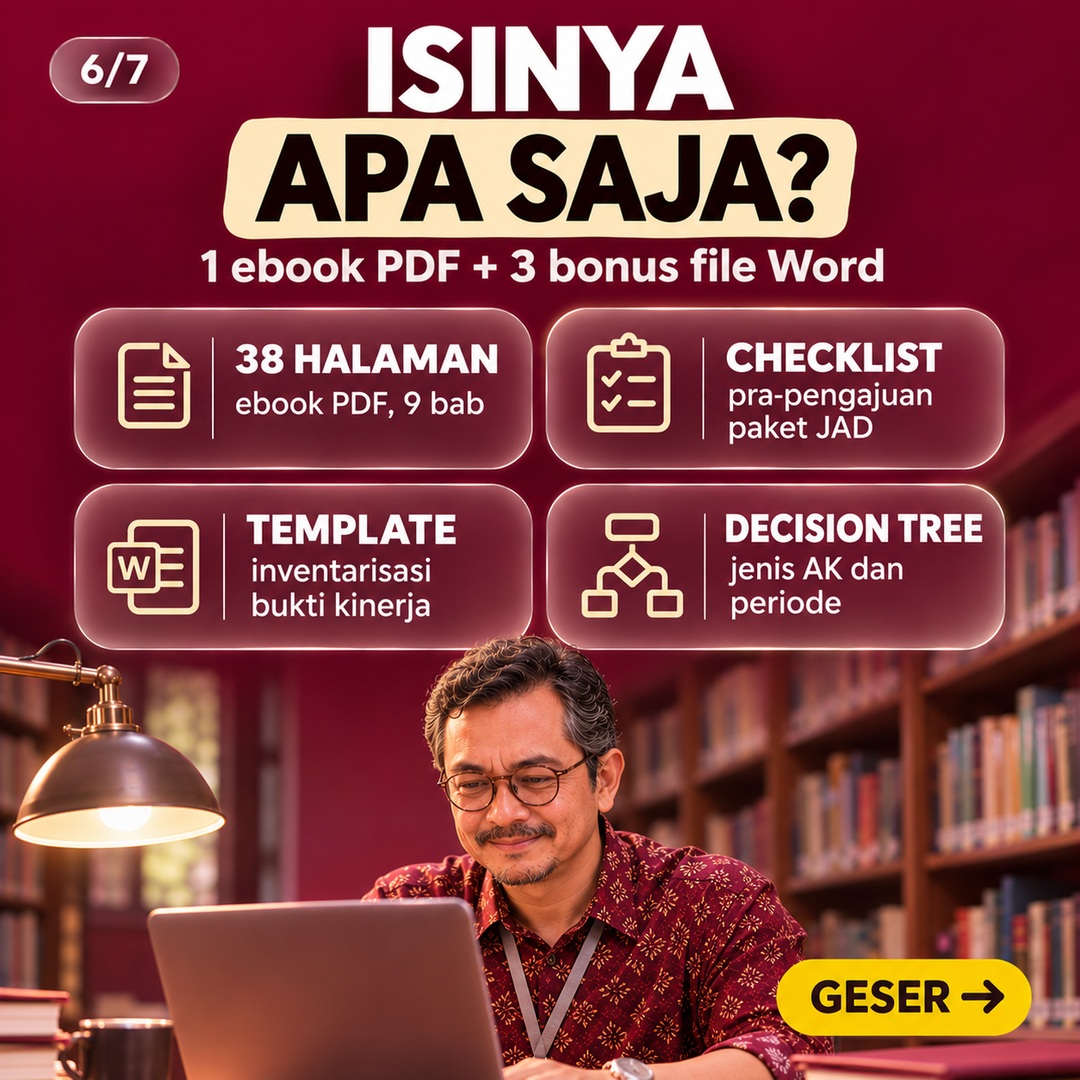 6/7
ISINYA
APA SAJA?
1 ebook PDF + 3 bonus file Word
38 HALAMAN
ebook PDF, 9 bab
CHECKLIST
pra-pengajuan
paket JAD
W
TEMPLATE
inventarisasi
bukti kinerja
DECISION TREE
jenis AK dan
periode
GESER →